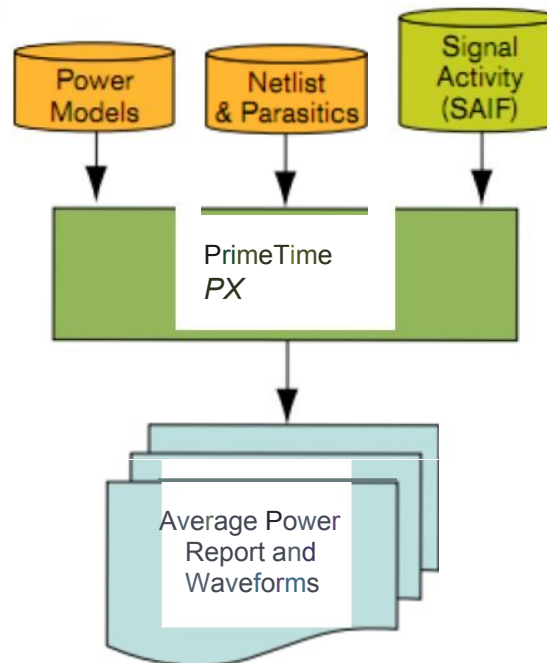 Power
Models
Netlist
& Parasitics
Signal
Activity
(SAIF)
PrimeTime
PX
Average Power
Report and
Waveforms